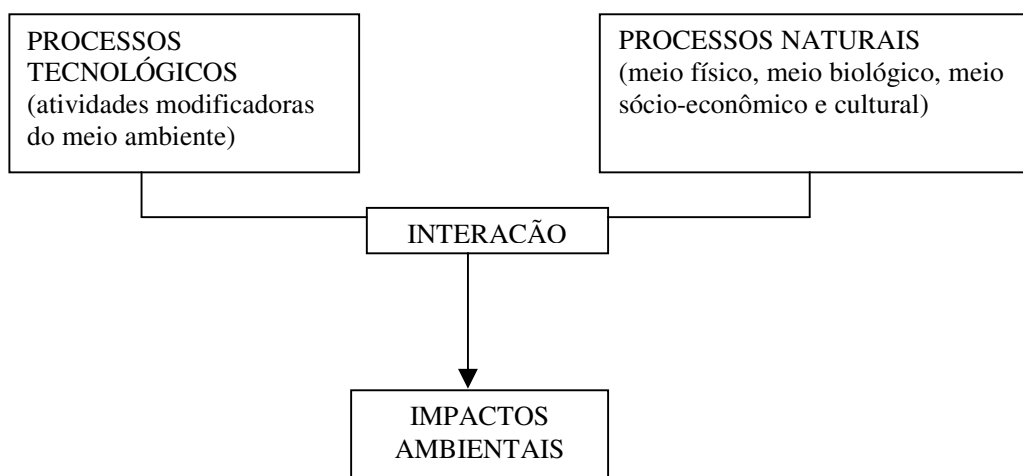 PROCESSOS
TECNOLÓGICOS
(atividades modificadoras
do meio ambiente)
PROCESSOS NATURAIS
(meio físico, meio biológico, meio
sócio-econômico e cultural)
INTERACÃO
IMPACTOS
AMBIENTAIS